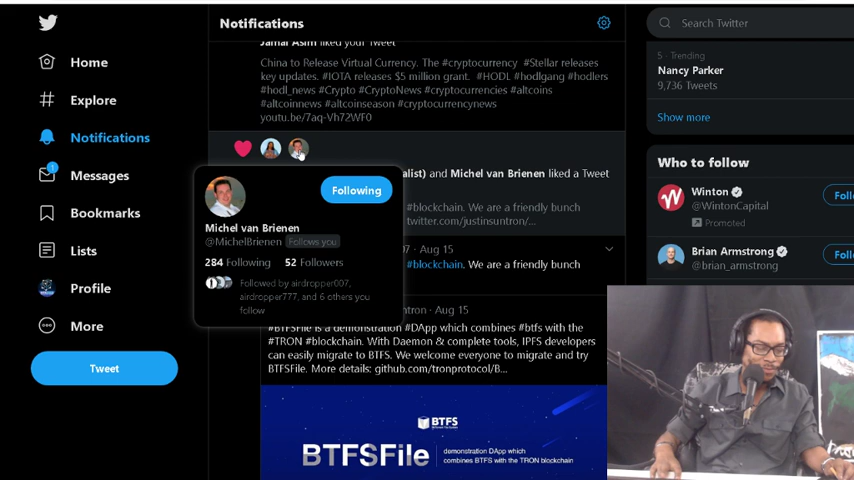 Notifications
Search Twitter
Home
Explore
Notifications
1
Messages
Bookmarks
Lists
Profile
More
Tweet
Jamal Asim liked your Tweet
China to Release Virtual Currency. The #cryptocurrency #Stellar releases
key updates. #IOTA releases $5 million grant. #HODL #hodlgang #hodlers
#hodl_news #Crypto #CryptoNews #cryptocurrencies #altcoins
#altcoinnews #altcoinseason #cryptocurrencynews
youtu.be/7aq-Vh72WF0
alist) and Michel van Brienen liked a Tweet
#blockchain. We are a friendly bunch
twitter.com/justinsuntron/...
Following
Michel van Brienen
@MichelBrienen Follows you
284 Following 52 Followers
Followed by airdropper007,
airdropper777, and 6 others you
follow
07 · Aug 15
#blockchain. We are a friendly bunch
ntron · Aug 15
#BTFSFile is a demonstration #DApp which combines #btfs with the
#TRON #blockchain. With Daemon & complete tools, IPFS developers
can easily migrate to BTFS. We welcome everyone to migrate and try
BTFSFile. More details: github.com/tronprotocol/B...
BTFS
BTFSFile
demonstration DApp which
combines BTFS with the TRON blockchain
5 · Trending
Nancy Parker
9,736 Tweets
Show more
Who to follow
Winton
@WintonCapital
Promoted
Foll
Brian Armstrong
@brian_armstrong
Foll